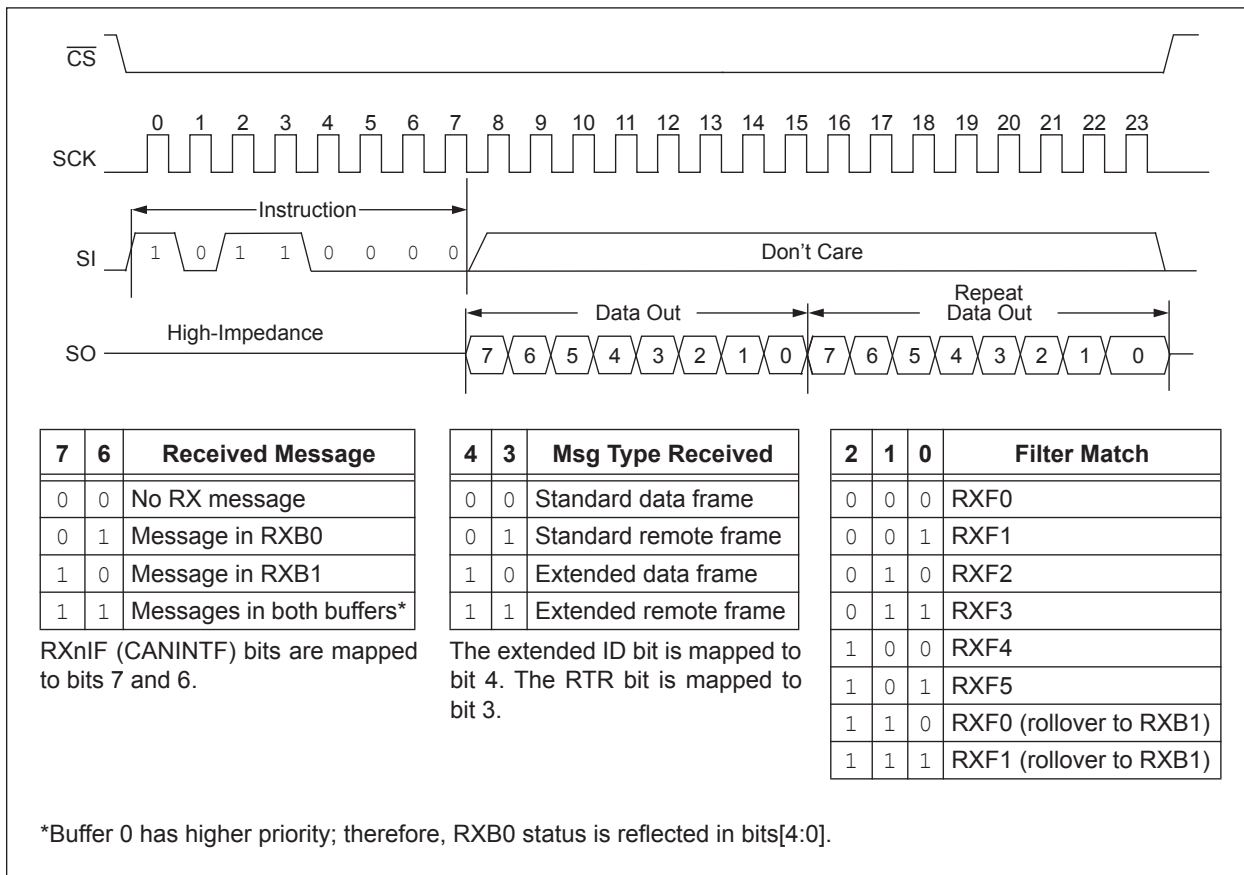 CS
0 1 2 3 4 5 6 7 8 9 10 11 12 13 14 15 16 17 18 19 20 21 22 23
SCK
Instruction
SI 1 0 1 1 0 0 0 0 Don't Care
Repeat
Data Out Data Out
High-Impedance
SO 7 6 5 4 3 2 1 0 7 6 5 4 3 2 1 0
7 6 Received Message
0 0 No RX message
0 1 Message in RXB0
1 0 Message in RXB1
1 1 Messages in both buffers*
RXnIF (CANINTF) bits are mapped
to bits 7 and 6.
4 3 Msg Type Received
0 0 Standard data frame
0 1 Standard remote frame
1 0 Extended data frame
1 1 Extended remote frame
The extended ID bit is mapped to
bit 4. The RTR bit is mapped to
bit 3.
2 1 0 Filter Match
0 0 0 RXF0
0 0 1 RXF1
0 1 0 RXF2
0 1 1 RXF3
1 0 0 RXF4
1 0 1 RXF5
1 1 0 RXF0 (rollover to RXB1)
1 1 1 RXF1 (rollover to RXB1)
*Buffer 0 has higher priority; therefore, RXB0 status is reflected in bits[4:0].